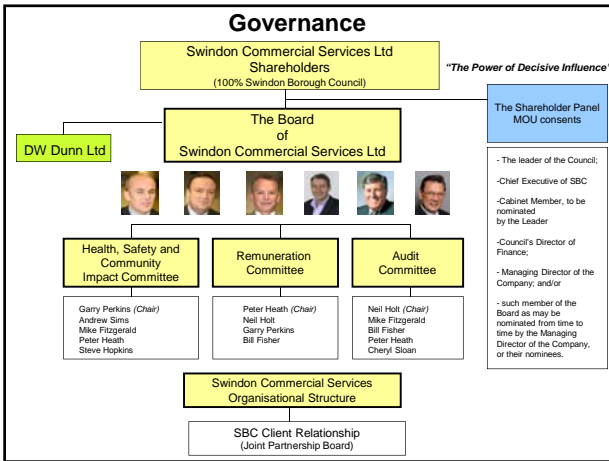 Governance
Swindon Commercial Services Ltd
Shareholders
(100% Swindon Borough Council)
"The Power of Decisive Influence"
The Shareholder Panel
MOU consents
The Board
of
Swindon Commercial Services Ltd
DW Dunn Ltd
- The leader of the Council;
-Chief Executive of SBC
-Cabinet Member, to be
nominated
by the Leader
-Council's Director of
Finance;
- Managing Director of the
Company; and/or
- such member of the
Board as may be
nominated from time to
time by the Managing
Director of the Company,
or their nominees.
Health, Safety and
Community
Impact Committee
Garry Perkins (Chair)
Andrew Sims
Mike Fitzgerald
Peter Heath
Steve Hopkins
Remuneration
Committee
Peter Heath (Chair)
Neil Holt
Garry Perkins
Bill Fisher
Audit
Committee
Neil Holt (Chair)
Mike Fitzgerald
Bill Fisher
Peter Heath
Cheryl Sloan
Swindon Commercial Services
Organisational Structure
SBC Client Relationship
(Joint Partnership Board)